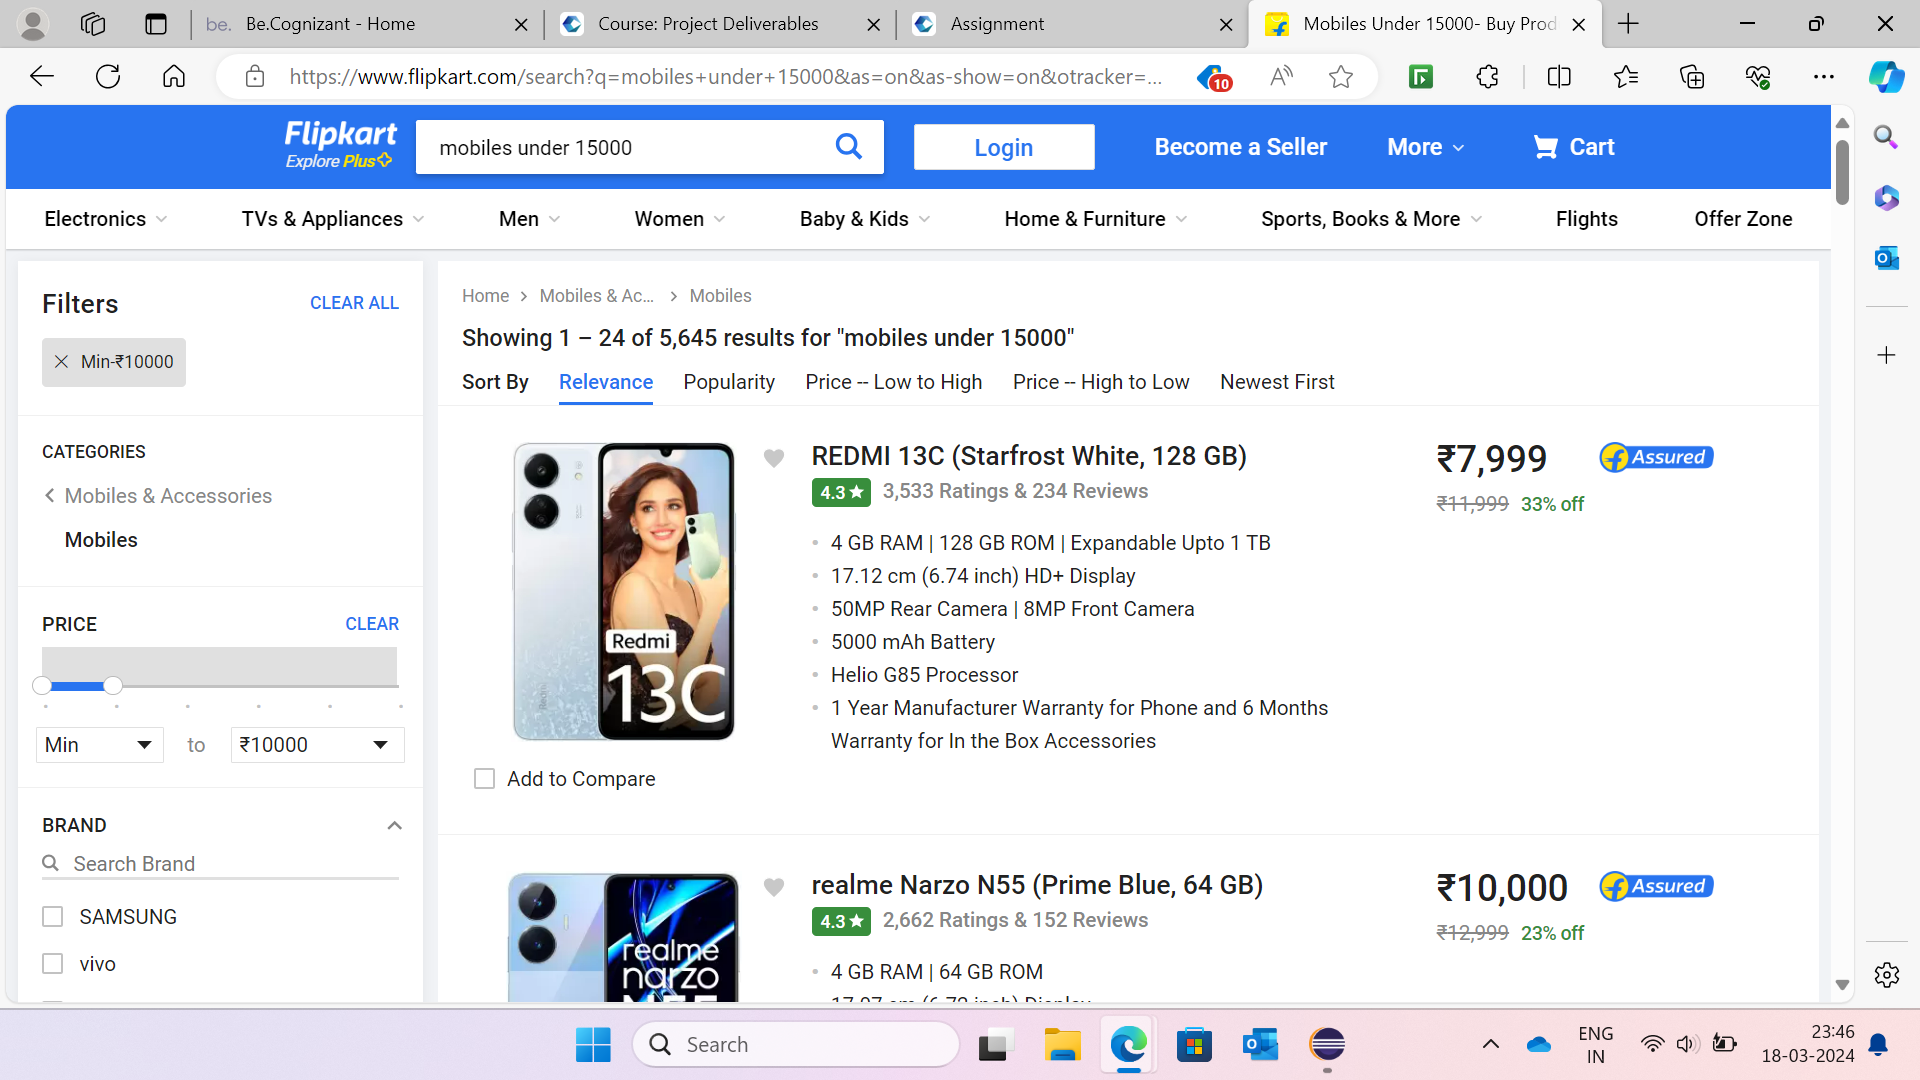 be. Be.Cognizant - Home
Course: Project Deliverables
Assignment
Mobiles Under 15000- Buy Prod
https://www.flipkart.com/search?q=mobiles+under+15000&as=on&as-show=on&otracker=...
10
Flipkart
Explore Plus
mobiles under 15000
Login
Become a Seller
More
Cart
Electronics
TVs & Appliances
Men
Women
Baby & Kids
Home & Furniture
Sports, Books & More
Flights
Offer Zone
Filters
CLEAR ALL
Min-₹10000
CATEGORIES
Mobiles & Accessories
Mobiles
PRICE
CLEAR
Min
to
₹10000
BRAND
Search Brand
SAMSUNG
vivo
Home
Mobiles & Ac...
Mobiles
Showing 1 – 24 of 5,645 results for "mobiles under 15000"
Sort By
Relevance
Popularity
Price -- Low to High
Price -- High to Low
Newest First
Redmi
13C
Add to Compare
REDMI 13C (Starfrost White, 128 GB)
4.3★ 3,533 Ratings & 234 Reviews
4 GB RAM | 128 GB ROM | Expandable Upto 1 TB
17.12 cm (6.74 inch) HD+ Display
50MP Rear Camera | 8MP Front Camera
5000 mAh Battery
Helio G85 Processor
1 Year Manufacturer Warranty for Phone and 6 Months
Warranty for In the Box Accessories
₹7,999
Assured
₹11,999 33% off
realme
narzo
N55
realme Narzo N55 (Prime Blue, 64 GB)
4.3★ 2,662 Ratings & 152 Reviews
4 GB RAM | 64 GB ROM
₹10,000
Assured
₹12,999 23% off
Search
ENG
IN
23:46
18-03-2024